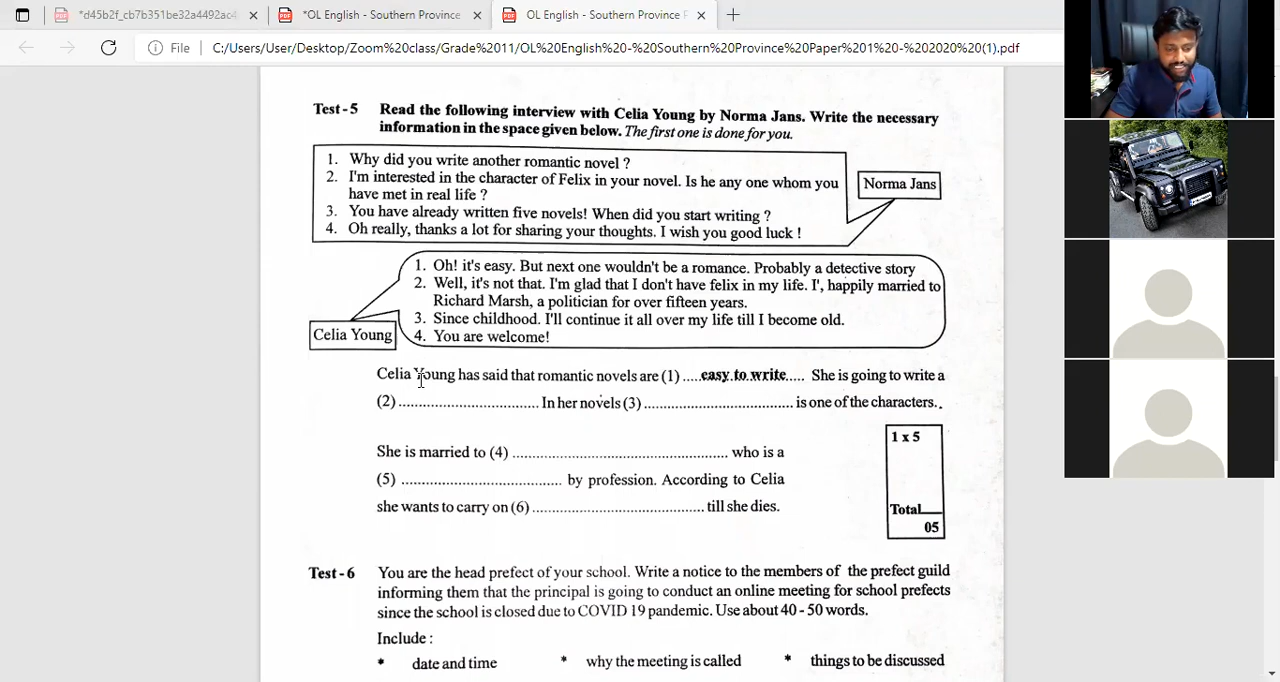 *d45b2f_cb7b351be32a4492ac4
*OL English - Southern Province
OL English - Southern Province
File
C:/Users/User/Desktop/Zoom%20class/Grade%2011/OL%20English%20-%20Southern%20Province%20Paper%201%20-%202020%20(1).pdf
Test - 5 Read the following interview with Celia Young by Norma Jans. Write the necessary
information in the space given below. The first one is done for you.
1. Why did you write another romantic novel ?
2. I'm interested in the character of Felix in your novel. Is he any one whom you
have met in real life ?
3. You have already written five novels! When did you start writing ?
4. Oh really, thanks a lot for sharing your thoughts. I wish you good luck !
Norma Jans
1. Oh! it's easy. But next one wouldn't be a romance. Probably a detective story
2. Well, it's not that. I'm glad that I don't have felix in my life. I', happily married to
Richard Marsh, a politician for over fifteen years.
3. Since childhood. I'll continue it all over my life till I become old.
4. You are welcome!
Celia Young
Celia Young has said that romantic novels are (1) .....easy.to.write..... She is going to write a
(2) .................................. In her novels (3) ..................................... is one of the characters..
She is married to (4) ...................................................... who is a
(5) ........................................ by profession. According to Celia
she wants to carry on (6) ........................................... till she dies.
1 x 5
Total
05
Test - 6 You are the head prefect of your school. Write a notice to the members of the prefect guild
informing them that the principal is going to conduct an online meeting for school prefects
since the school is closed due to COVID 19 pandemic. Use about 40 - 50 words.
Include :
* date and time * why the meeting is called * things to be discussed